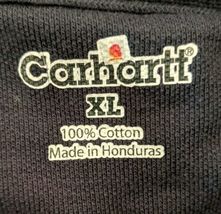 Carhartt
XL
100% Cotton
Made in Honduras